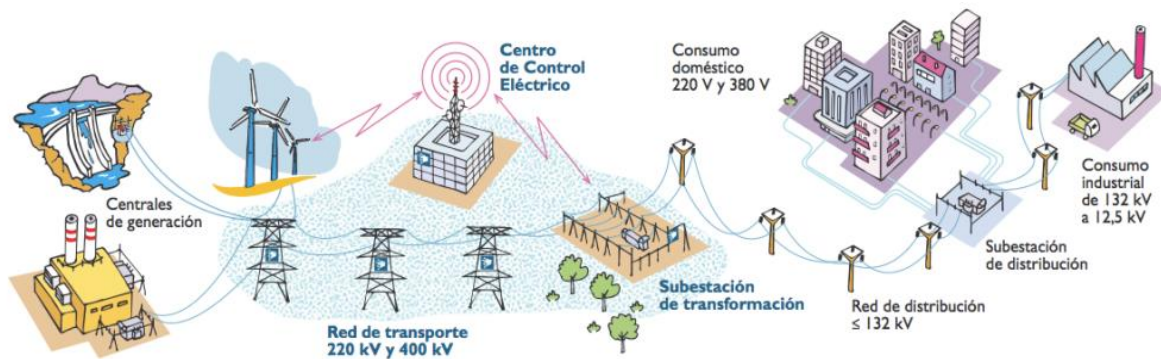 Centrales
de generación
Red de transporte
220 kV y 400 kV
Centro
de Control
Eléctrico
Subestación
de transformación
Consumo
doméstico
220 V y 380 V
Red de distribución
≤ 132 kV
Subestación
de distribución
Consumo
industrial
de 132 kV
a 12,5 kV